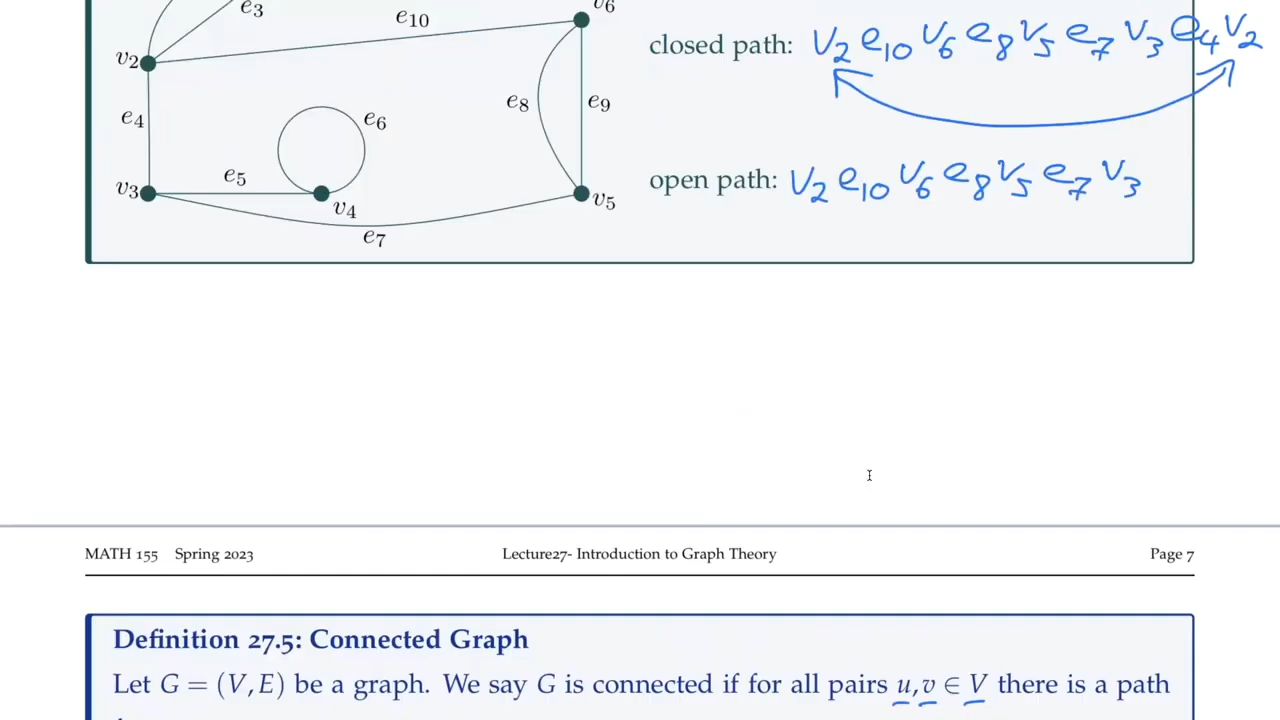 e3
e10
v6
closed path: V2 e10 V6 e8 V5 e7 V3 e4 V2
v2
e8
e9
e4
e6
e5
open path: V2 e10 V6 e8 V5 e7 V3
v3
v4
v5
e7
MATH 155 Spring 2023 Lecture27- Introduction to Graph Theory Page 7
Definition 27.5: Connected Graph
Let G = (V, E) be a graph. We say G is connected if for all pairs u, v ∈ V there is a path